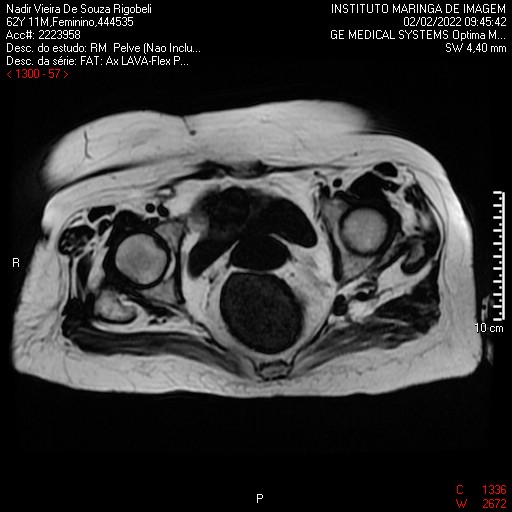 Nadir Vieira De Souza Rigobeli
62Y 11M,Feminino,444535
Acc#: 2223958
Desc. do estudo: RM Pelve (Nao Inclu...
Desc. da série: FAT: Ax LAVA-Flex P...
< 1300 - 57 >
INSTITUTO MARINGA DE IMAGEM
02/02/2022 09:45:42
GE MEDICAL SYSTEMS Optima M...
SW 4,40 mm
R
10 cm
P
C 1336
W 2672